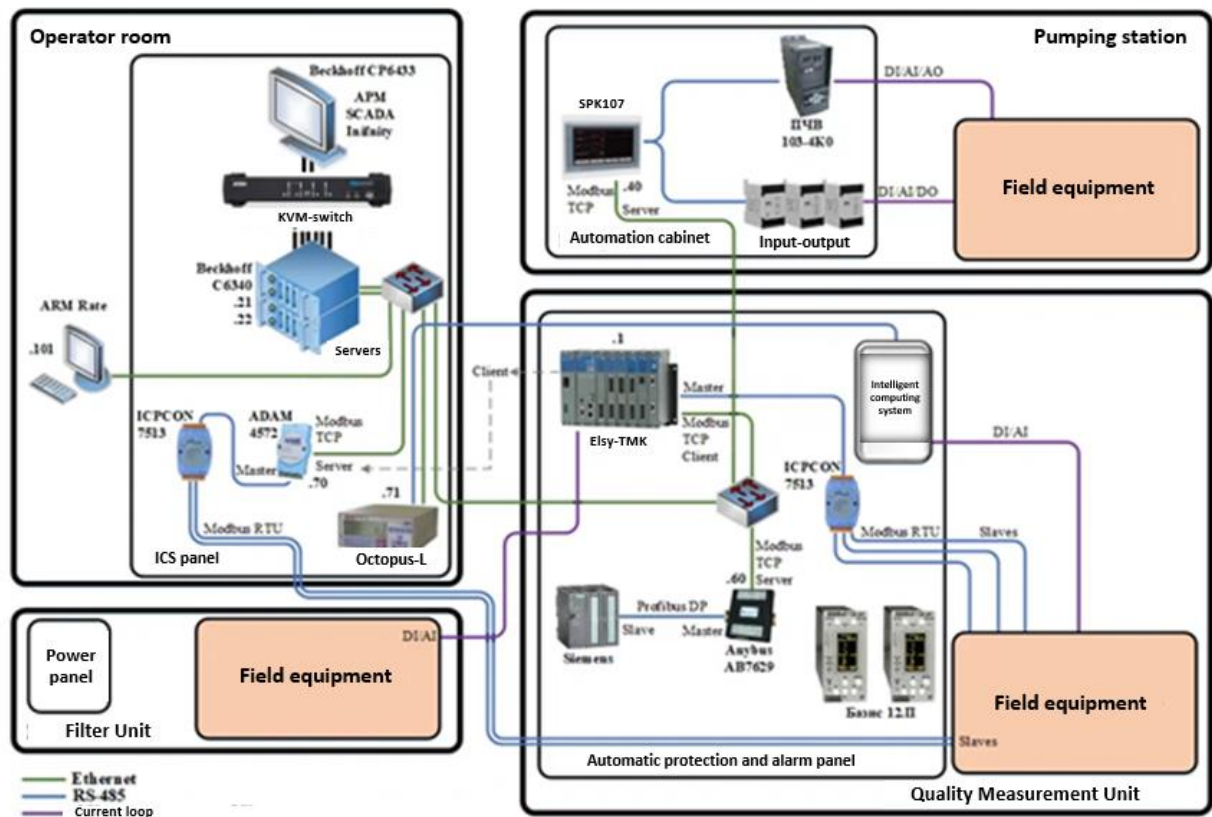 Operator room
Beckhoff CP6433
APM
SCADA
Inifnity
KVM-switch
Beckhoff
C6340
.21
.22
Servers
ARM Rate
.101
ICPCON
7513
ADAM
4572
Modbus
TCP
Server
Master
.70
.71
Modbus RTU
ICS panel
Octopus-L
Pumping station
SPK107
ПЧВ
103-4K0
DI/AI/AO
Modbus
TCP
.40
Server
DI/AI/DO
Automation cabinet
Input-output
Field equipment
.1
Client
Master
Elsy-TMK
Modbus
TCP
Client
Intelligent
computing
system
DI/AI
ICPCON
7513
Modbus RTU
Slaves
Modbus
TCP
Server
.60
Profibus DP
Slave
Master
Siemens
Anybus
AB7629
Базис 12.П
Field equipment
Slaves
Automatic protection and alarm panel
Quality Measurement Unit
Power
panel
Field equipment
DI/AI
Filter Unit
Ethernet
RS-485
Current loop